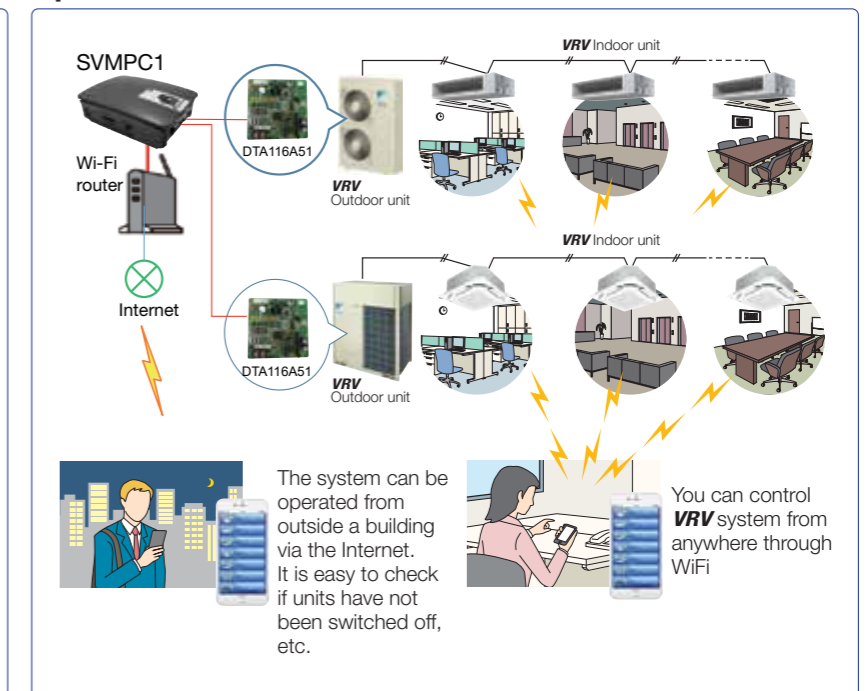 SVMPC1
VRV Indoor unit
DTA116A51
VRV
Outdoor unit
Wi-Fi
router
VRV Indoor unit
Internet
DTA116A51
VRV
Outdoor unit
The system can be
operated from
outside a building
via the Internet.
It is easy to check
if units have not
been switched off,
etc.
You can control
VRV system from
anywhere through
WiFi